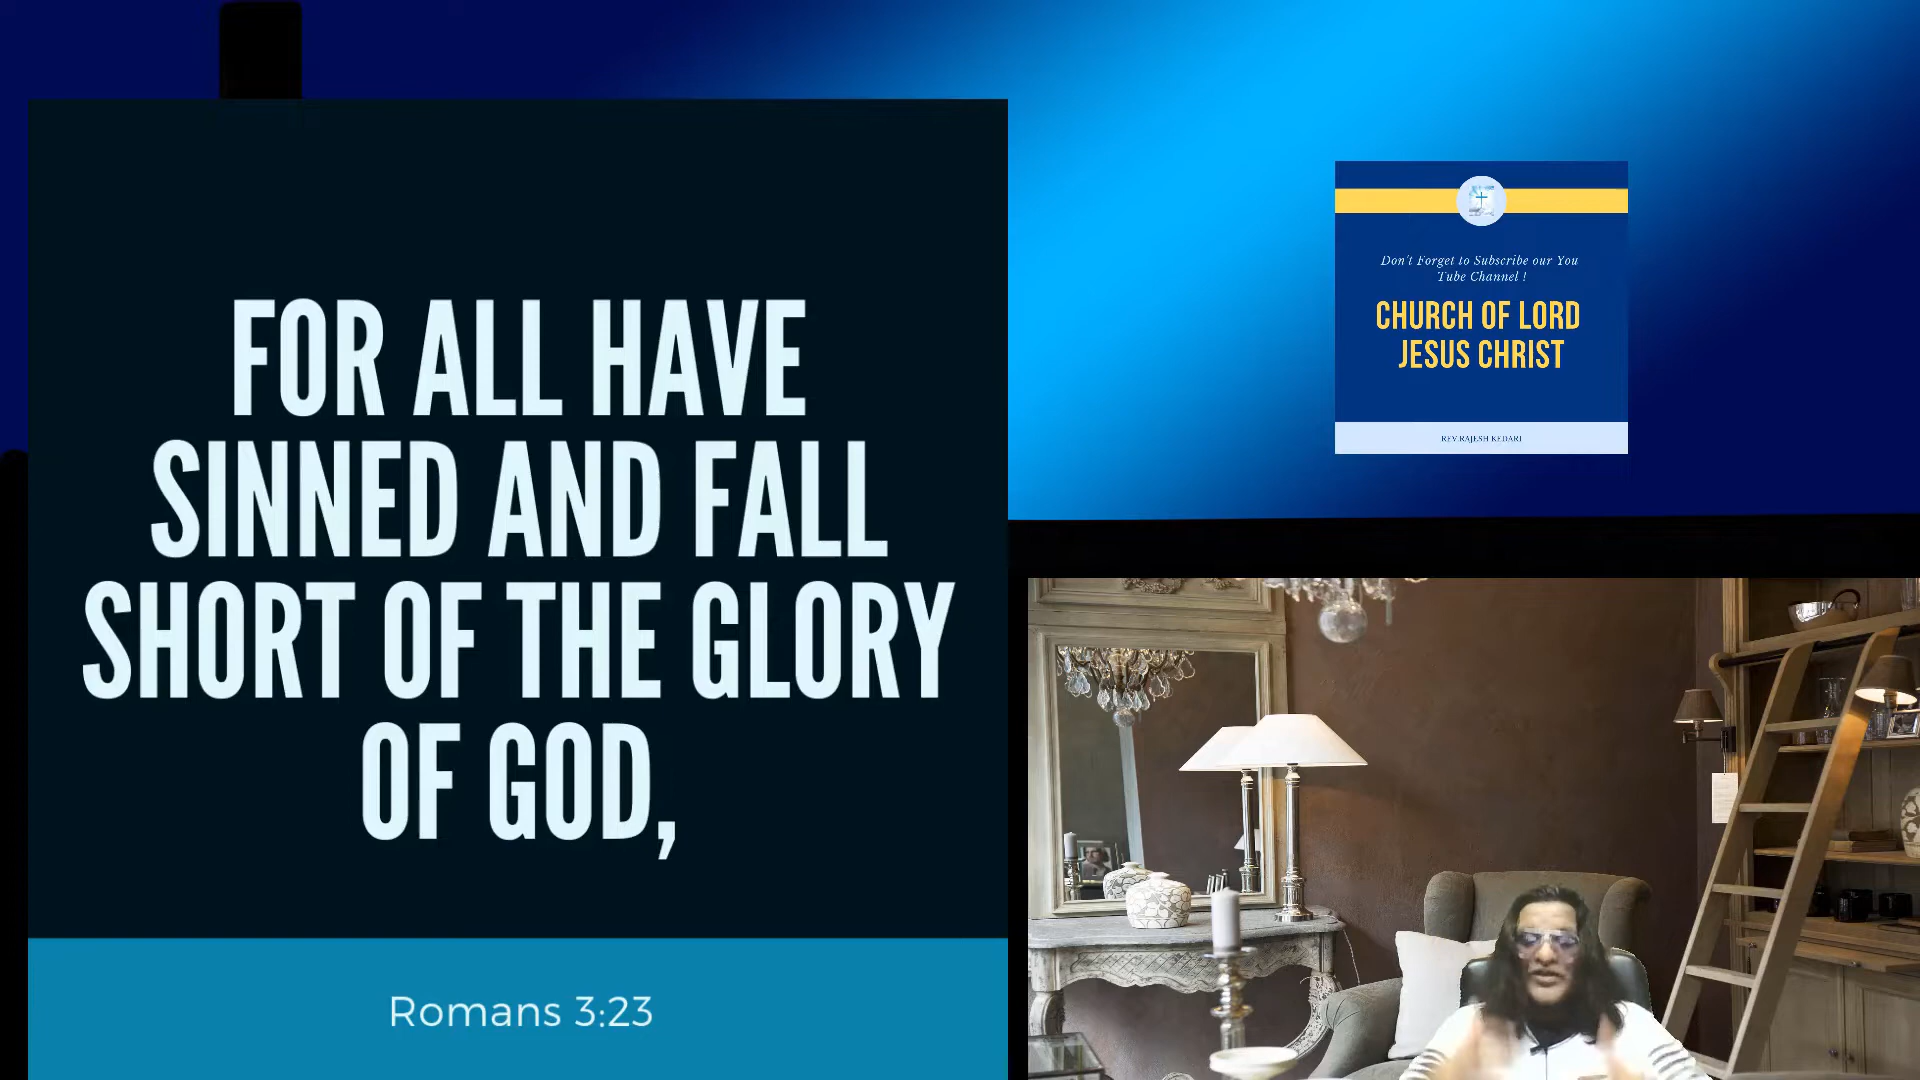 FOR ALL HAVE
SINNED AND FALL
SHORT OF THE GLORY
OF GOD,
Romans 3:23
Don't Forget to Subscribe our You
Tube Channel !
CHURCH OF LORD
JESUS CHRIST
REV.RAJESH KEDARI